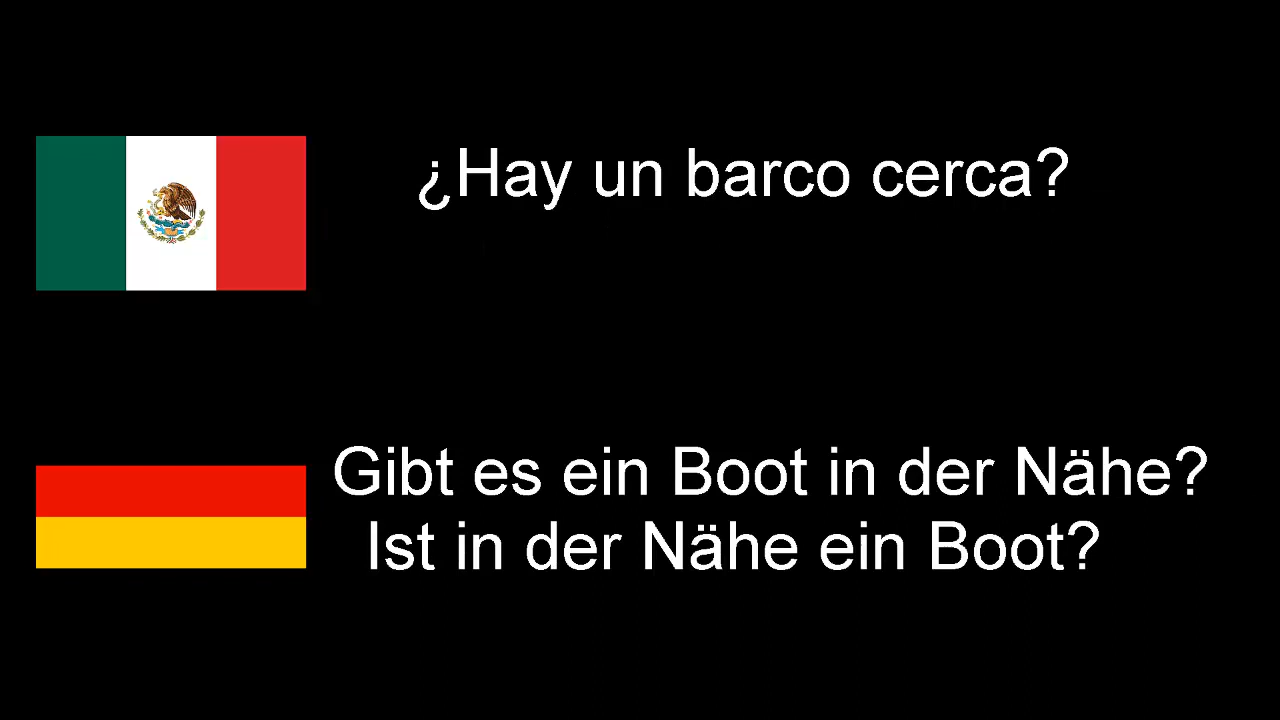 ¿Hay un barco cerca?
Gibt es ein Boot in der Nähe?
Ist in der Nähe ein Boot?